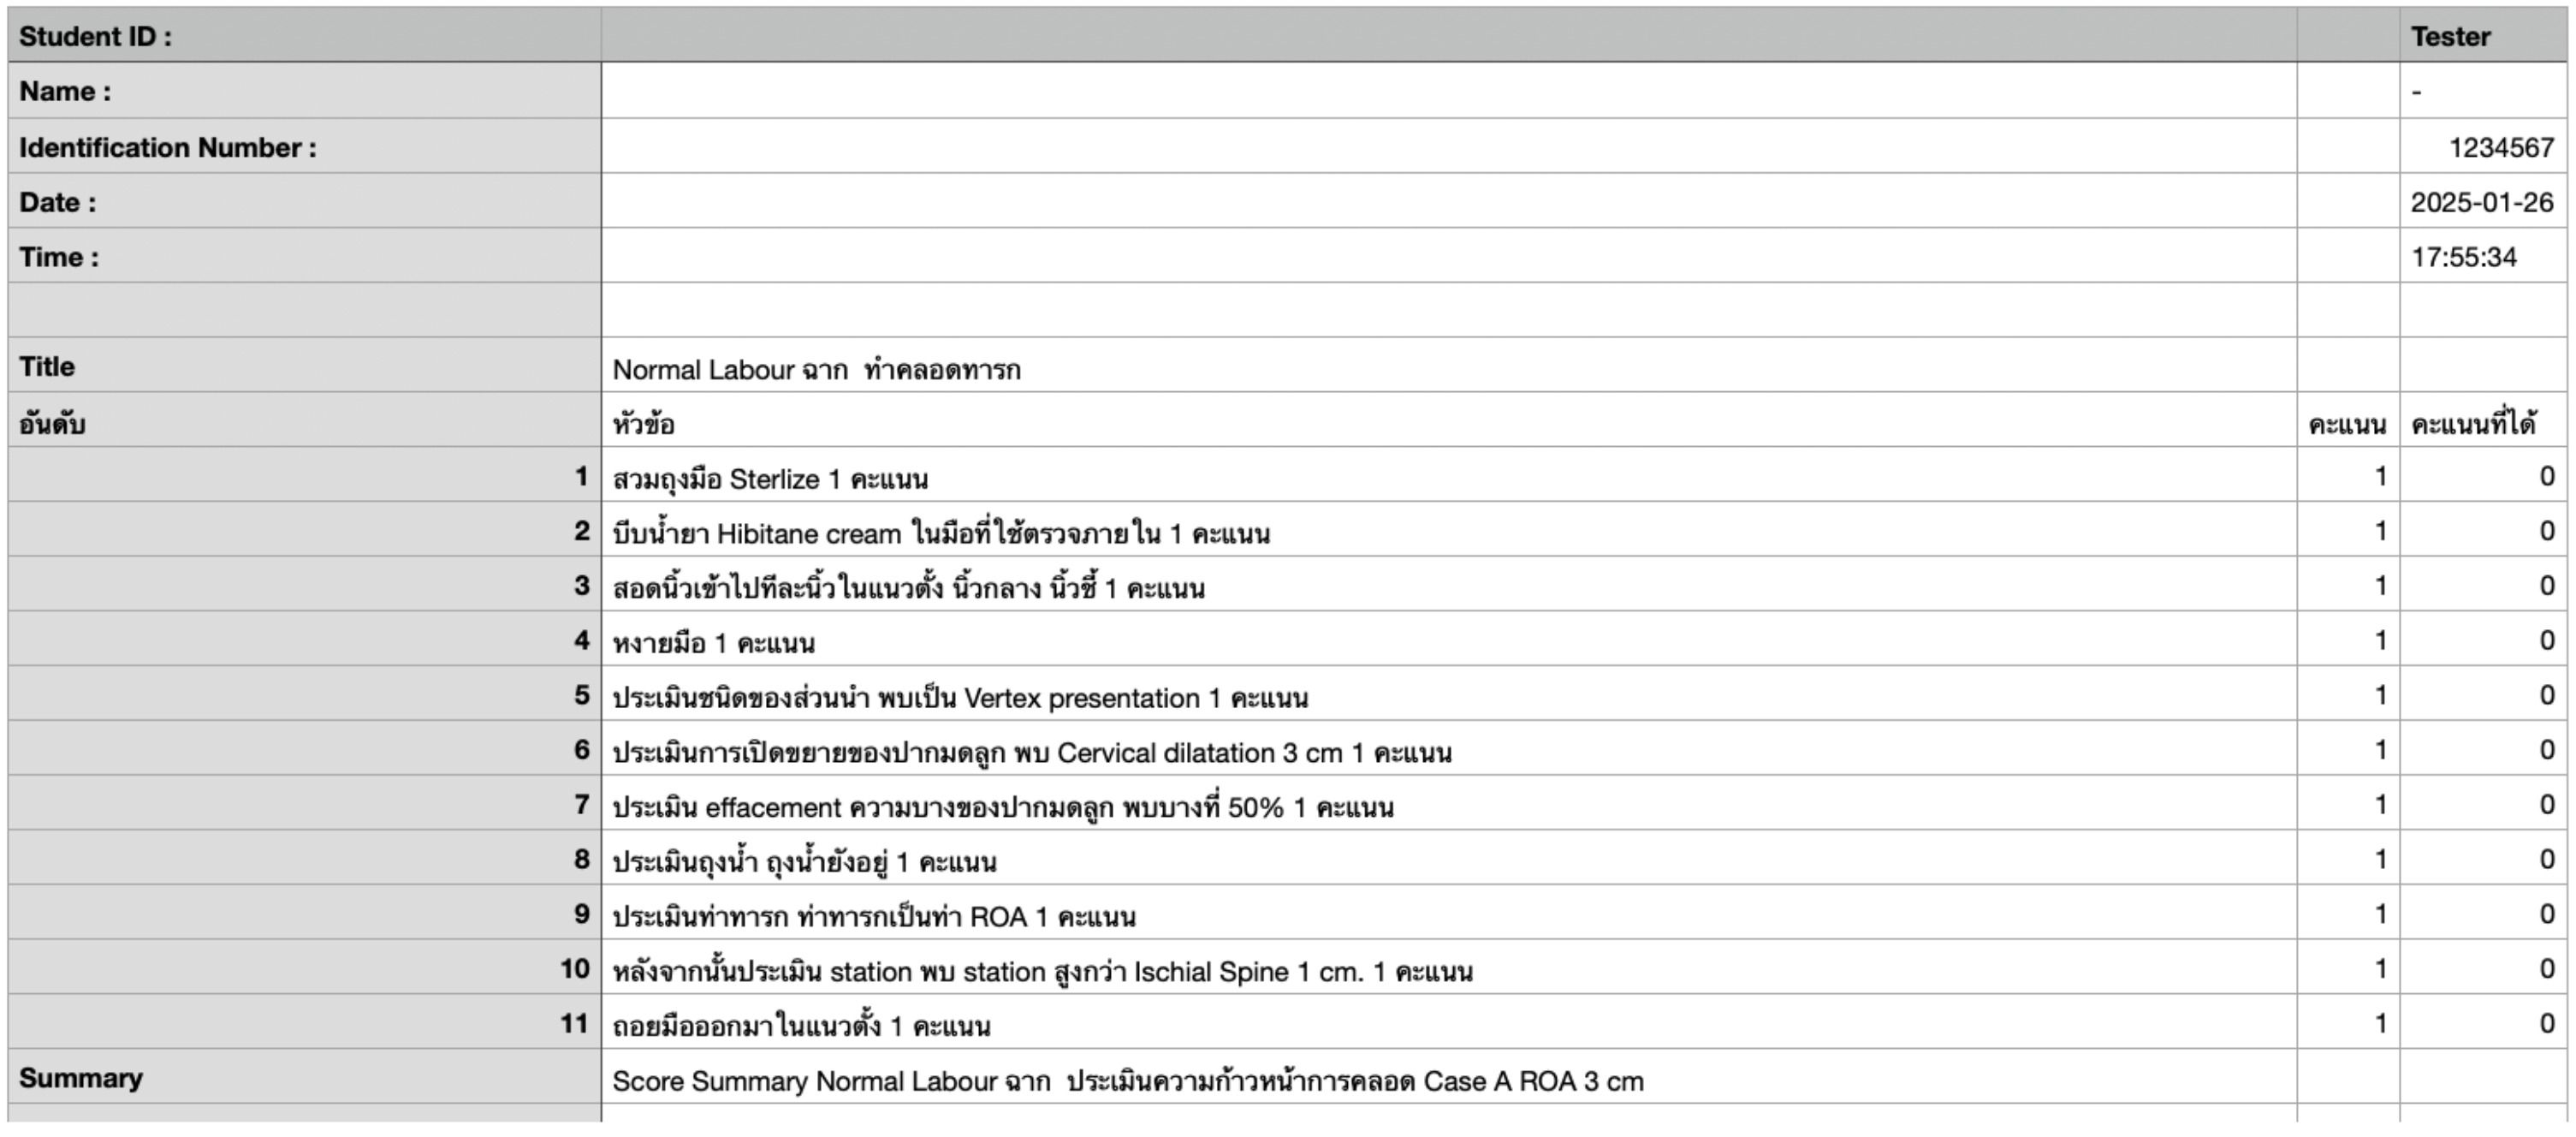 Student ID : Tester
Name : -
Identification Number : 1234567
Date : 2025-01-26
Time : 17:55:34
Title Normal Labour ฉาก ทำคลอดทารก
อันดับ หัวข้อ คะแนน คะแนนที่ได้
1 สวมถุงมือ Sterlize 1 คะแนน 1 0
2 บีบน้ำยา Hibitane cream ในมือที่ใช้ตรวจภายใน 1 คะแนน 1 0
3 สอดนิ้วเข้าไปทีละนิ้วในแนวตั้ง นิ้วกลาง นิ้วชี้ 1 คะแนน 1 0
4 หงายมือ 1 คะแนน 1 0
5 ประเมินชนิดของส่วนนำ พบเป็น Vertex presentation 1 คะแนน 1 0
6 ประเมินการเปิดขยายของปากมดลูก พบ Cervical dilatation 3 cm 1 คะแนน 1 0
7 ประเมิน effacement ความบางของปากมดลูก พบบางที่ 50% 1 คะแนน 1 0
8 ประเมินถุงน้ำ ถุงน้ำยังอยู่ 1 คะแนน 1 0
9 ประเมินท่าทารก ท่าทารกเป็นท่า ROA 1 คะแนน 1 0
10 หลังจากนั้นประเมิน station พบ station สูงกว่า Ischial Spine 1 cm. 1 คะแนน 1 0
11 ถอยมือออกมาในแนวตั้ง 1 คะแนน 1 0
Summary Score Summary Normal Labour ฉาก ประเมินความก้าวหน้าการคลอด Case A ROA 3 cm